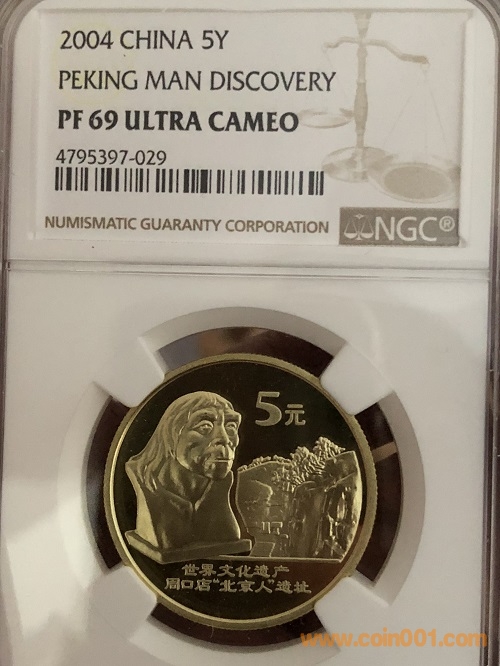 2004 CHINA 5Y
PEKING MAN DISCOVERY
PF 69 ULTRA CAMEO
4795397-029
NUMISMATIC GUARANTY CORPORATION
NGC®
5元
世界文化遗产
周口店“北京人”遗址
www.coin001.com